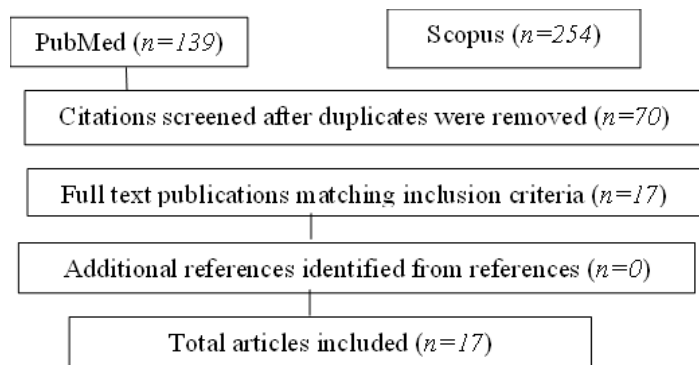 PubMed (n=139)
Scopus (n=254)
Citations screened after duplicates were removed (n=70)
Full text publications matching inclusion criteria (n=17)
Additional references identified from references (n=0)
Total articles included (n=17)